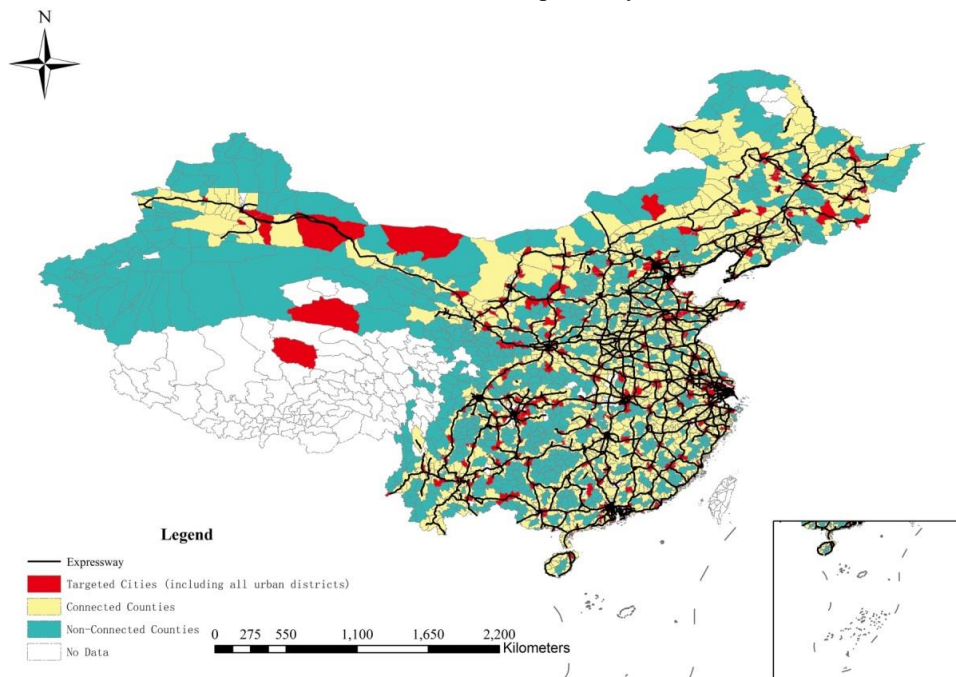 N
Legend
Expressway
Targeted Cities (including all urban districts)
Connected Counties
Non-Connected Counties
No Data
0 275 550 1,100 1,650 2,200
Kilometers